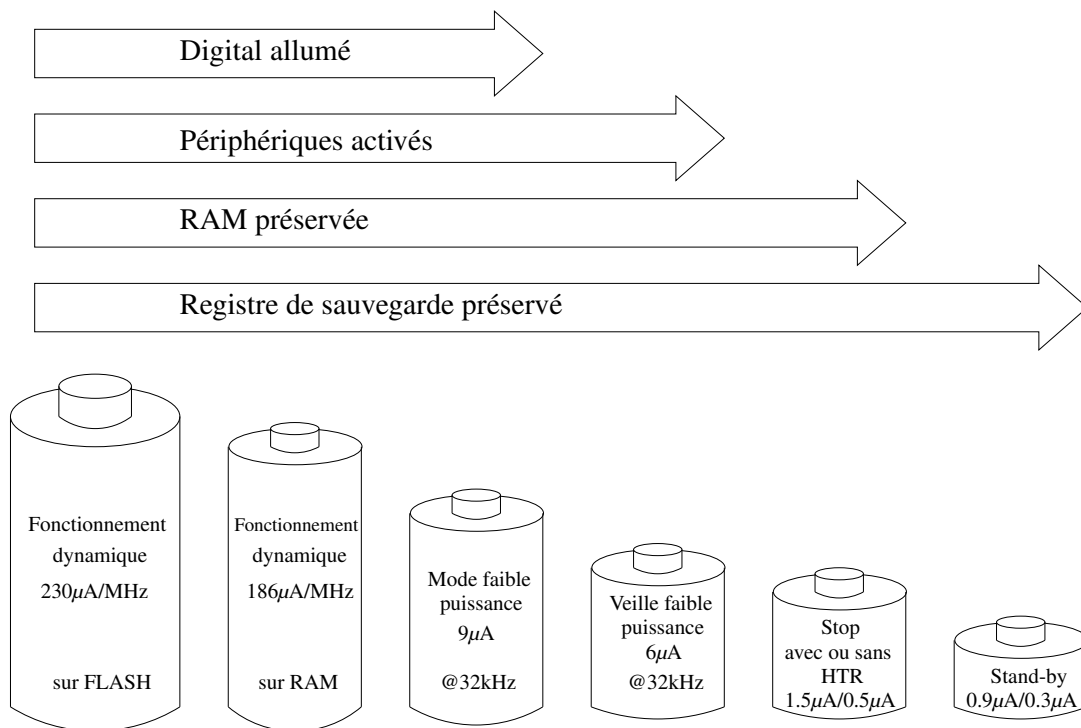 Digital allumé
Périphériques activés
RAM préservée
Registre de sauvegarde préservé
Fonctionnement
dynamique
230µA/MHz
sur FLASH
Fonctionnement
dynamique
186µA/MHz
sur RAM
Mode faible
puissance
9µA
@32kHz
Veille faible
puissance
6µA
@32kHz
Stop
avec ou sans
HTR
1.5µA/0.5µA
Stand-by
0.9µA/0.3µA